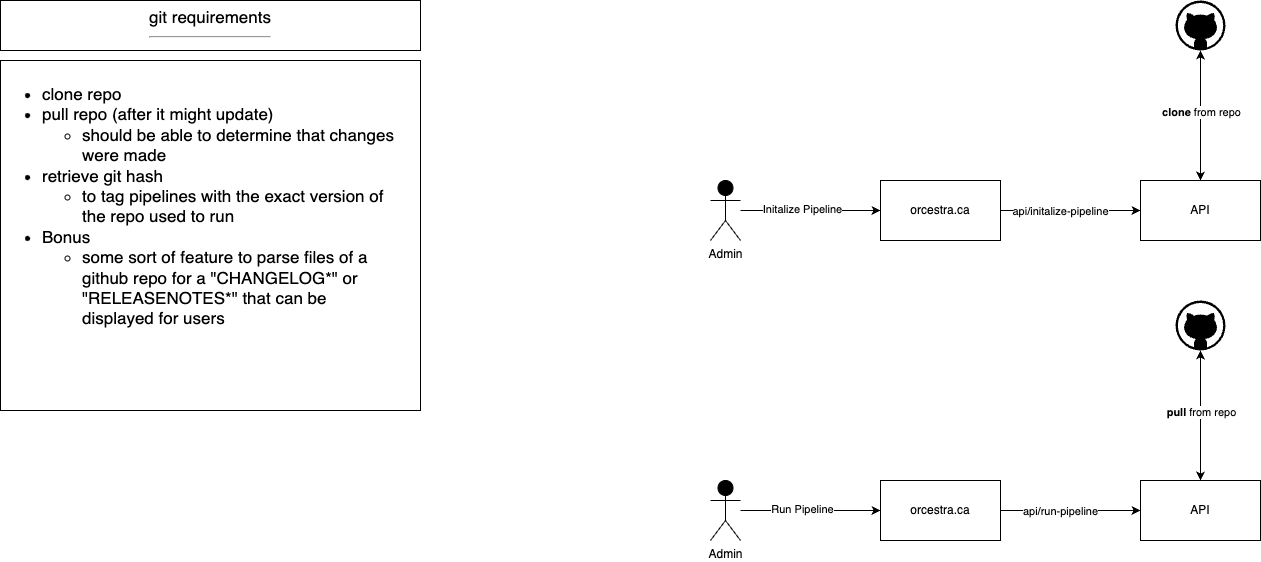 git requirements
clone repo
pull repo (after it might update)
should be able to determine that changes
were made
retrieve git hash
to tag pipelines with the exact version of
the repo used to run
Bonus
some sort of feature to parse files of a
github repo for a "CHANGELOG*" or
"RELEASENOTES*" that can be
displayed for users
clone from repo
Initalize Pipeline
orcestra.ca
api/initalize-pipeline
API
Admin
pull from repo
Run Pipeline
orcestra.ca
api/run-pipeline
API
Admin